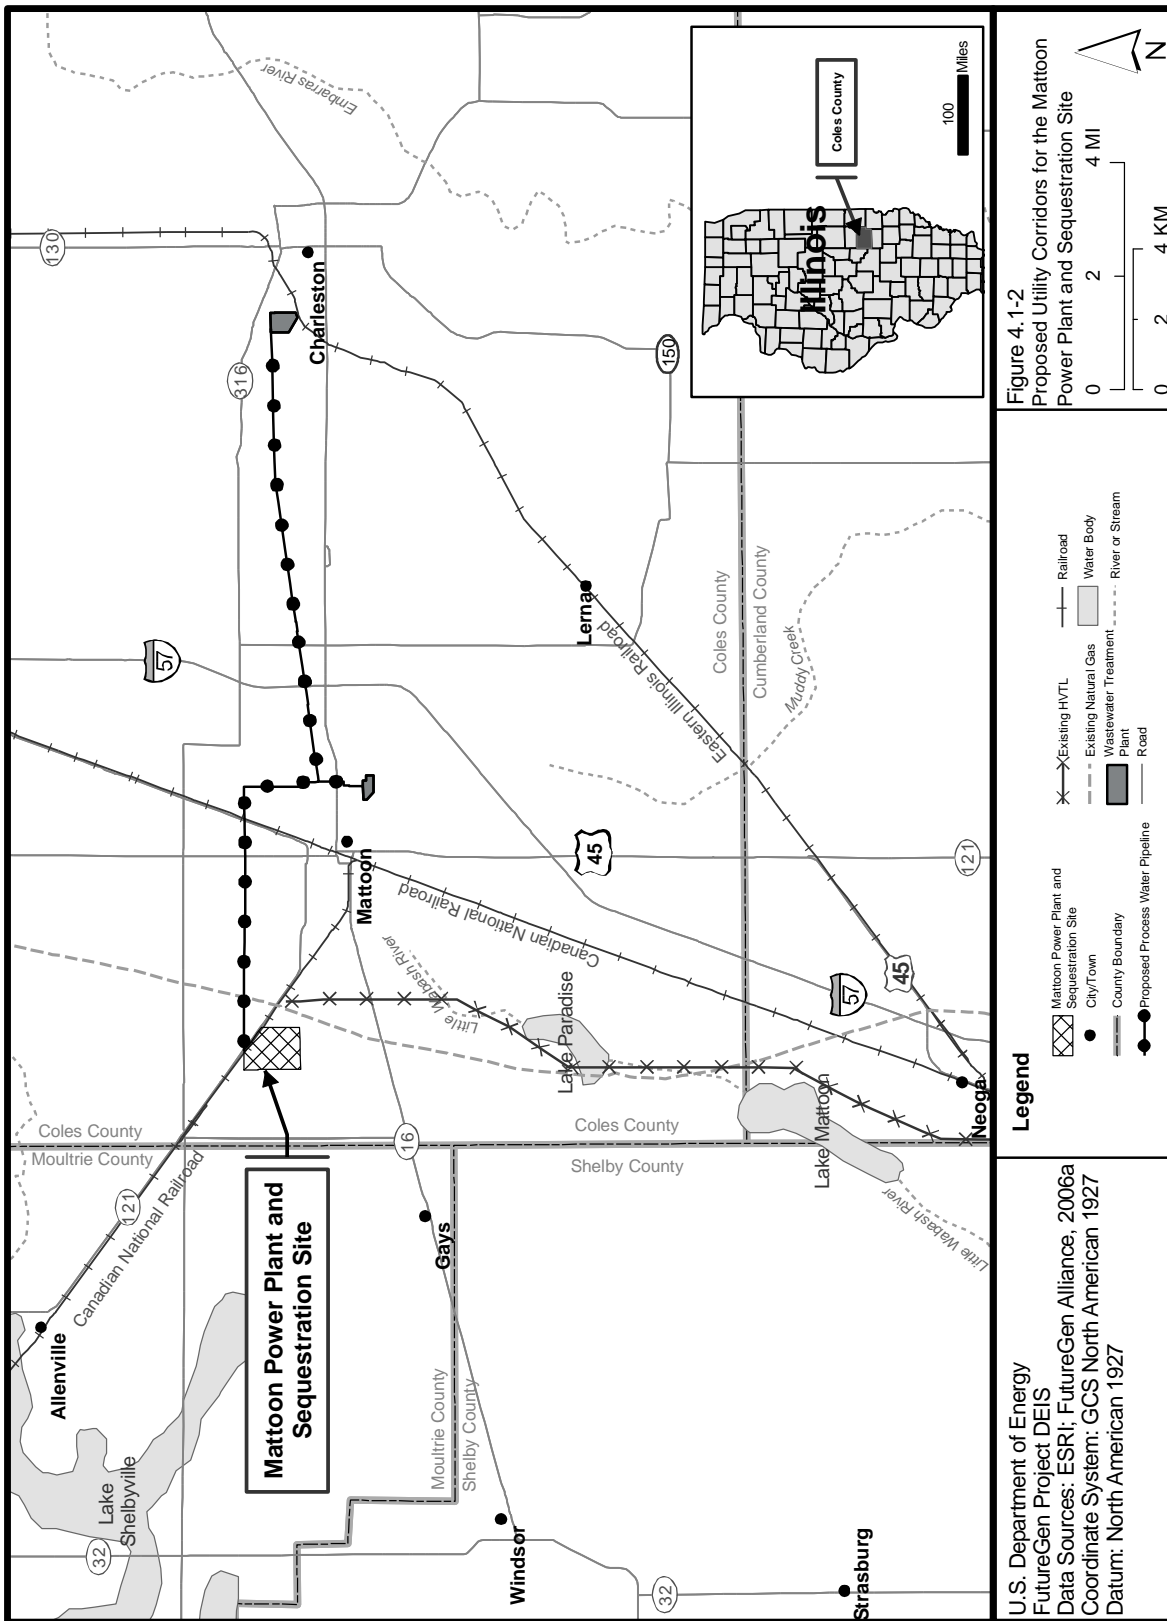 Lake
Shelbyville
32
Allenville
121
Canadian National Railroad
Moultrie County
Coles County
Mattoon Power Plant and
Sequestration Site
16
Gays
Moultrie County
Shelby County
Windsor
32
Strasburg
Shelby County
Coles County
Little Wabash River
Lake Mattoon
Lake Paradise
Little Wabash River
Neoga
Mattoon
Canadian National Railroad
45
57
45
121
57
316
130
Charleston
Embarras River
Lerna
Eastern Illinois Railroad
150
Coles County
Cumberland County
Muddy Creek
Illinois
Coles County
100
Miles
U.S. Department of Energy
FutureGen Project DEIS
Data Sources: ESRI; FutureGen Alliance, 2006a
Coordinate System: GCS North American 1927
Datum: North American 1927
Legend
Mattoon Power Plant and
Sequestration Site
City/Town
County Boundary
Proposed Process Water Pipeline
Existing HVTL
Existing Natural Gas
Wastewater Treatment
Plant
Road
Railroad
Water Body
River or Stream
Figure 4.1-2
Proposed Utility Corridors for the Mattoon
Power Plant and Sequestration Site
0 2 4 MI
0 2 4 KM
N